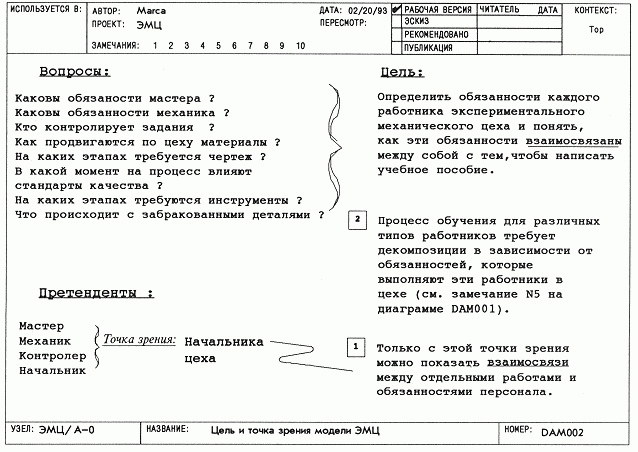 ИСПОЛЬЗУЕТСЯ В:
АВТОР: Marca
ПРОЕКТ: ЭМЦ
ЗАМЕЧАНИЯ: 1 2 3 4 5 6 7 8 9 10
ДАТА: 02/20/93
ПЕРЕСМОТР:
РАБОЧАЯ ВЕРСИЯ
ЭСКИЗ
РЕКОМЕНДОВАНО
ПУБЛИКАЦИЯ
ЧИТАТЕЛЬ ДАТА
КОНТЕКСТ:
Top
Вопросы:
Каковы обязаности мастера ?
Каковы обязанности механика ?
Кто контролирует задания ?
Как продвигаются по цеху материалы ?
На каких этапах требуется чертеж ?
В какой момент на процесс влияют
стандарты качества ?
На каких этапах требуются инструменты ?
Что происходит с забракованными деталями ?
Цель:
Определить обязанности каждого
работника экспериментального
механического цеха и понять,
как эти обязанности взаимосвязаны
между собой с тем,чтобы написать
учебное пособие.
2
Процесс обучения для различных
типов работников требует
декомпозиции в зависимости от
обязанностей, которые
выполняют эти работники в
цехе (см. замечание N5 на
диаграмме DAM001).
Претенденты :
Мастер
Механик
Контролер
Начальник
Точка зрения:
Начальника
цеха
1
Только с этой точки зрения
можно показать взаимосвязи
между отдельными работами и
обязанностями персонала.
УЗЕЛ: ЭМЦ/ А-0
НАЗВАНИЕ: Цель и точка зрения модели ЭМЦ
НОМЕР: DAM002